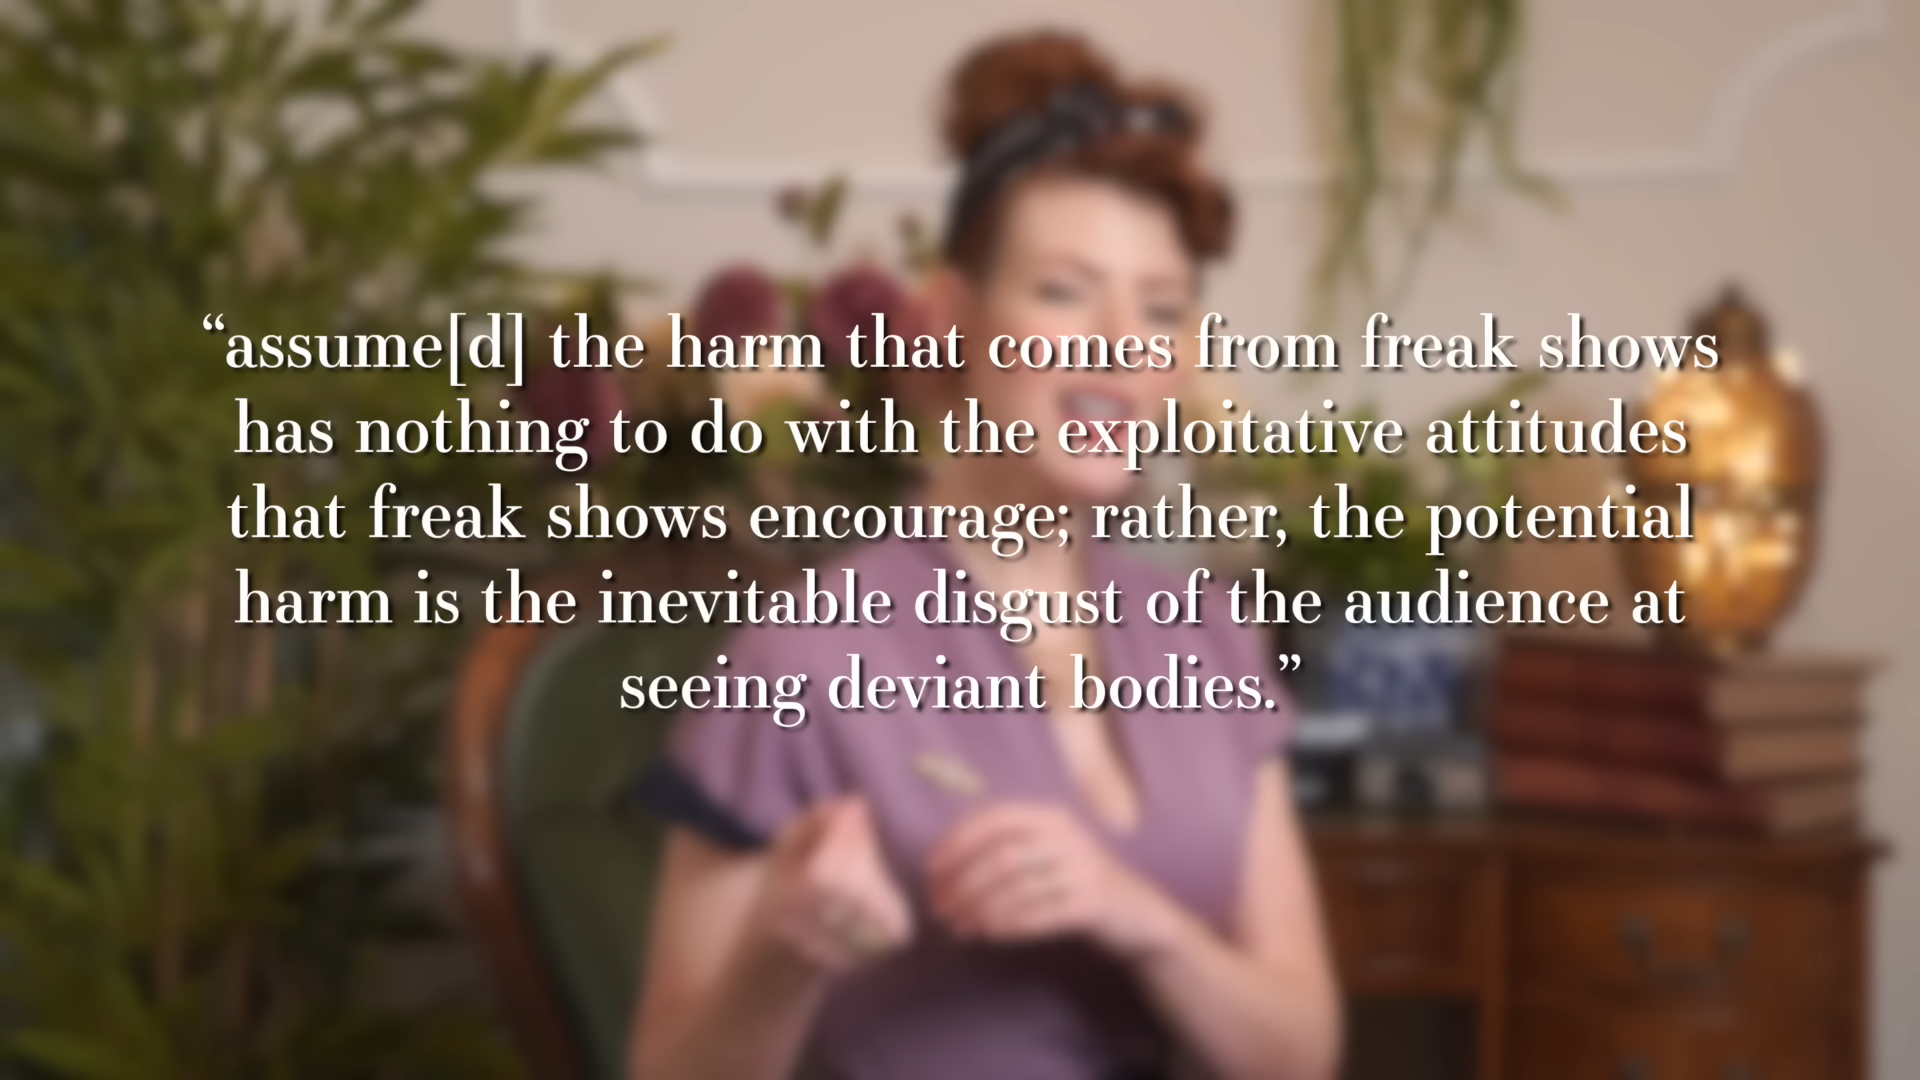 “assume[d] the harm that comes from freak shows
has nothing to do with the exploitative attitudes
that freak shows encourage; rather, the potential
harm is the inevitable disgust of the audience at
seeing deviant bodies.”